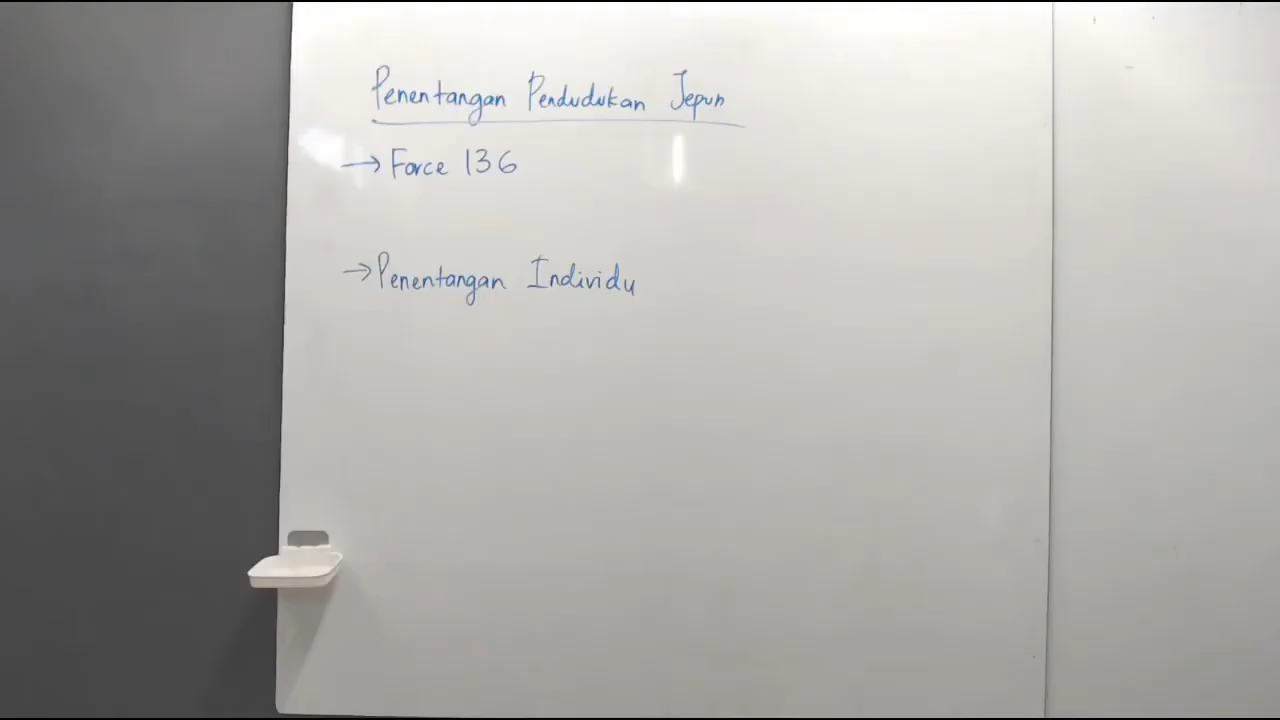 Penentangan Pendudukan Jepun
→ Force 136
→ Penentangan Individu